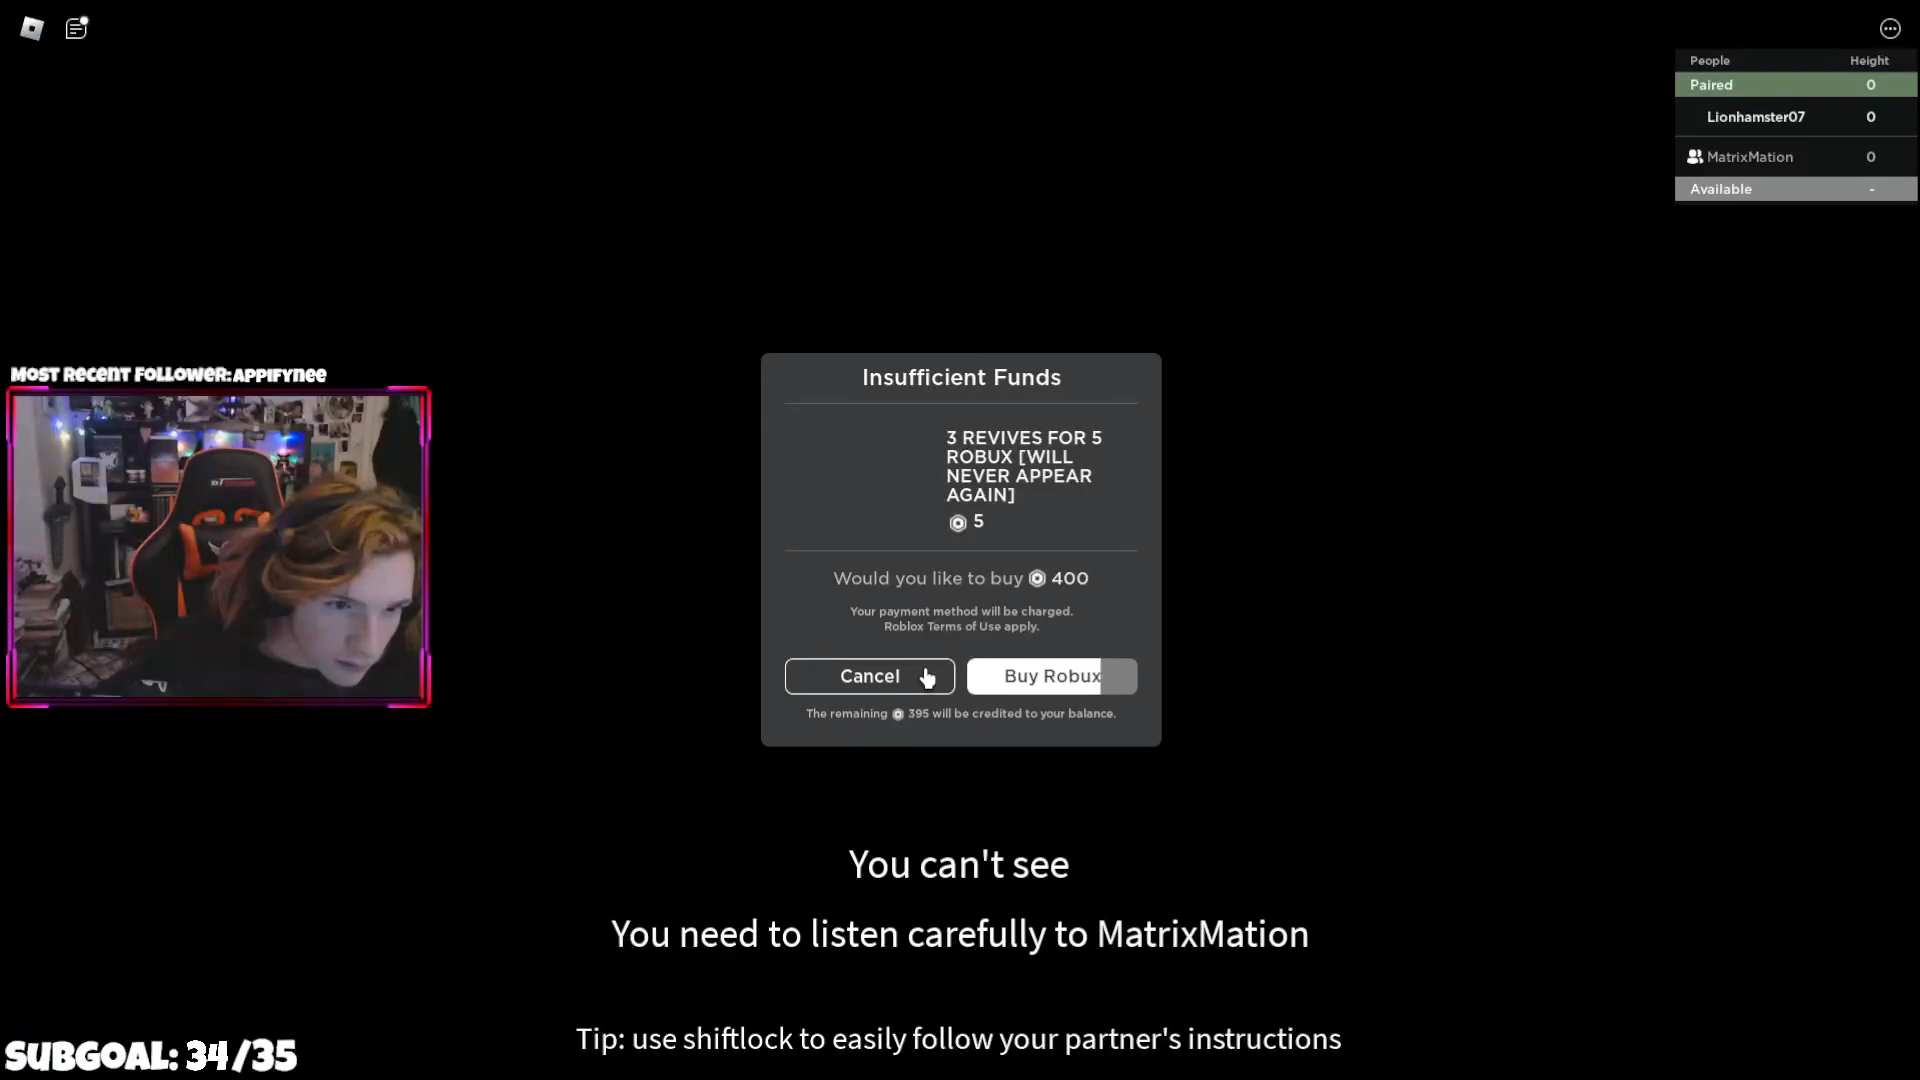 People Height
Paired 0
Lionhamster07 0
MatrixMation 0
Available -
MOST RECENT FOLLOWER:APPIFYNEE
Insufficient Funds
3 REVIVES FOR 5
ROBUX [WILL
NEVER APPEAR
AGAIN]
5
Would you like to buy 400
Your payment method will be charged.
Roblox Terms of Use apply.
Cancel Buy Robux
The remaining 395 will be credited to your balance.
You can't see
You need to listen carefully to MatrixMation
Tip: use shiftlock to easily follow your partner's instructions
SUBGOAL: 34/35